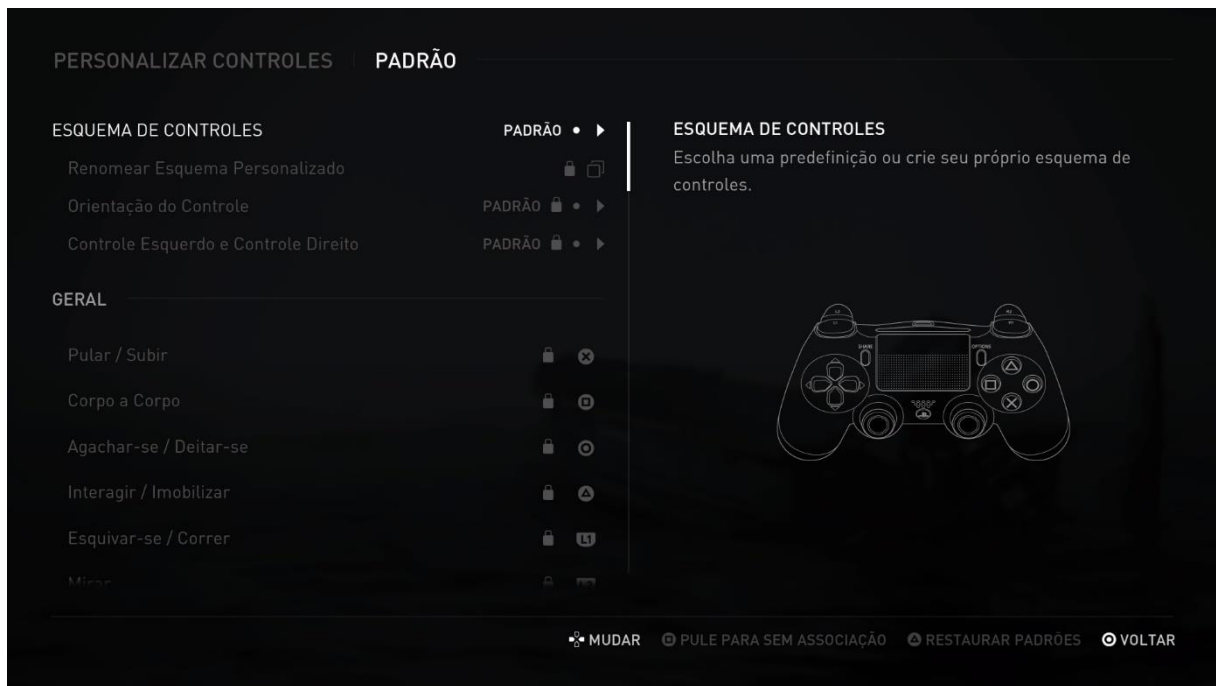 PERSONALIZAR CONTROLES PADRÃO
ESQUEMA DE CONTROLES PADRÃO
Renomear Esquema Personalizado
Orientação do Controle PADRÃO
Controle Esquerdo e Controle Direito PADRÃO
GERAL
Pular / Subir
Corpo a Corpo
Agachar-se / Deitar-se
Interagir / Imobilizar
Esquivar-se / Correr L1
Mirar
ESQUEMA DE CONTROLES
Escolha uma predefinição ou crie seu próprio esquema de
controles.
SHARE OPTIONS
MUDAR PULE PARA SEM ASSOCIAÇÃO RESTAURAR PADRÕES VOLTAR